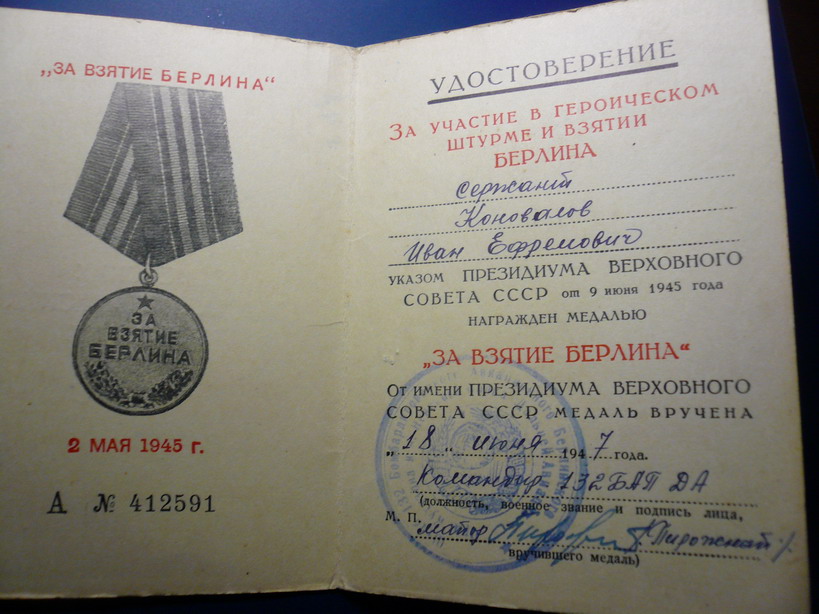 „ЗА ВЗЯТИЕ БЕРЛИНА“
ЗА
ВЗЯТИЕ
БЕРЛИНА
2 МАЯ 1945 г.
А № 412591
УДОСТОВЕРЕНИЕ
ЗА УЧАСТИЕ В ГЕРОИЧЕСКОМ
ШТУРМЕ И ВЗЯТИИ
БЕРЛИНА
Сержант
Коновалов
Иван Ефремович
УКАЗОМ ПРЕЗИДИУМА ВЕРХОВНОГО
СОВЕТА СССР от 9 июня 1945 года
НАГРАЖДЕН МЕДАЛЬЮ
„ЗА ВЗЯТИЕ БЕРЛИНА“
ОТ ИМЕНИ ПРЕЗИДИУМА ВЕРХОВНОГО
СОВЕТА СССР МЕДАЛЬ ВРУЧЕНА
„18„ июня 1947 года.
Командир 132 БАП ДА
(должность, военное звание и подпись лица,
М. П.
майор /Пирожный/.
вручившего медаль)